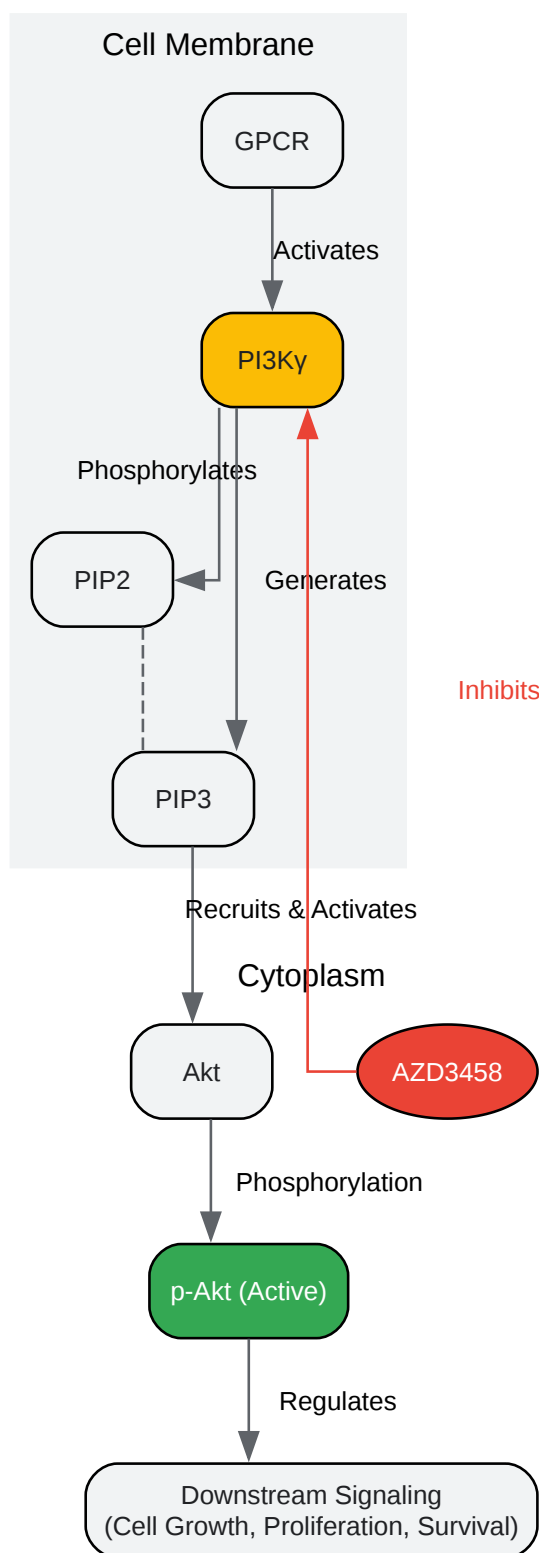 Cell Membrane
GPCR
Activates
PI3Kγ
Phosphorylates
PIP2
Generates
Inhibits
PIP3
Recruits & Activates
Cytoplasm
Akt
AZD3458
Phosphorylation
p-Akt (Active)
Regulates
Downstream Signaling
(Cell Growth, Proliferation, Survival)